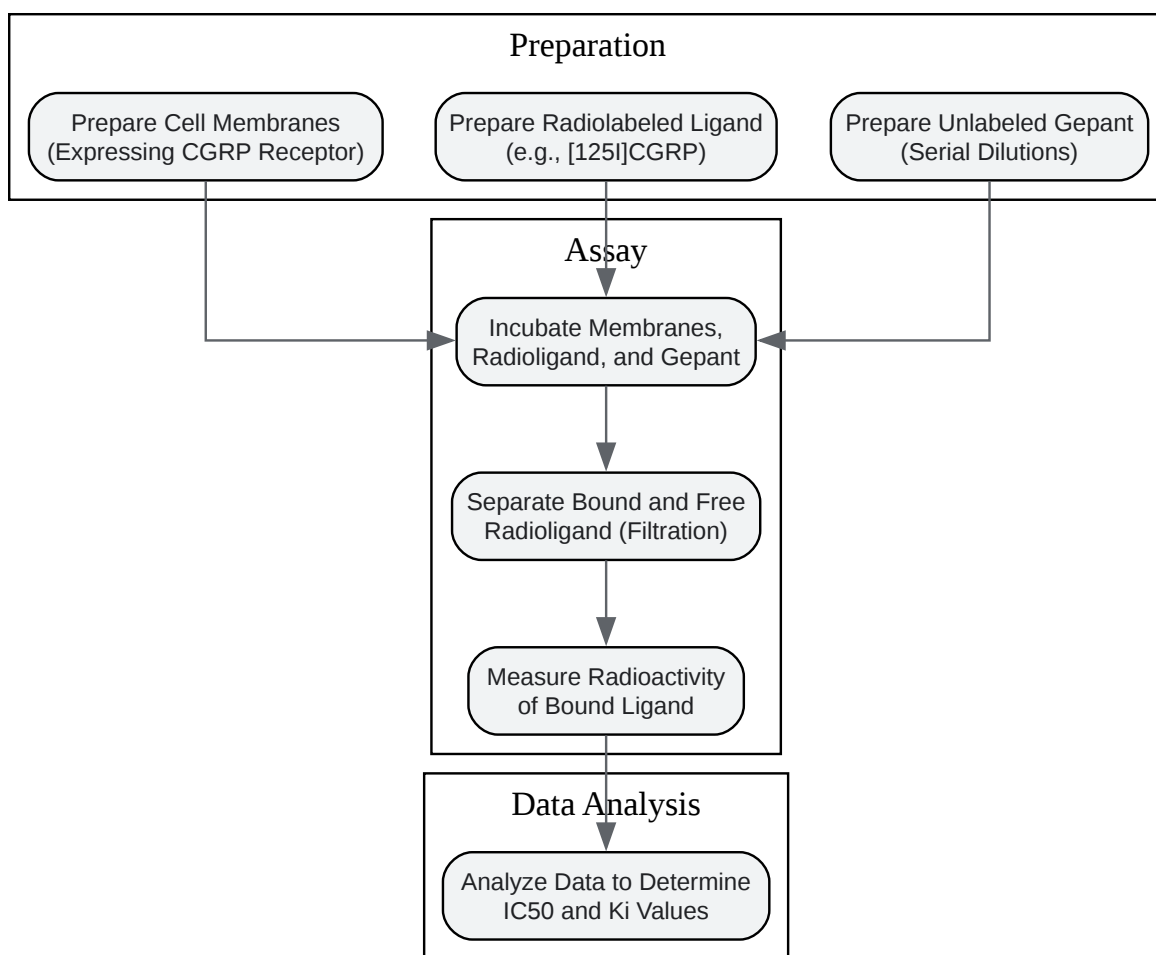 Preparation
Prepare Cell Membranes
(Expressing CGRP Receptor)
Prepare Radiolabeled Ligand
(e.g., [125I]CGRP)
Prepare Unlabeled Gepant
(Serial Dilutions)
Assay
Incubate Membranes,
Radioligand, and Gepant
Separate Bound and Free
Radioligand (Filtration)
Measure Radioactivity
of Bound Ligand
Data Analysis
Analyze Data to Determine
IC50 and Ki Values